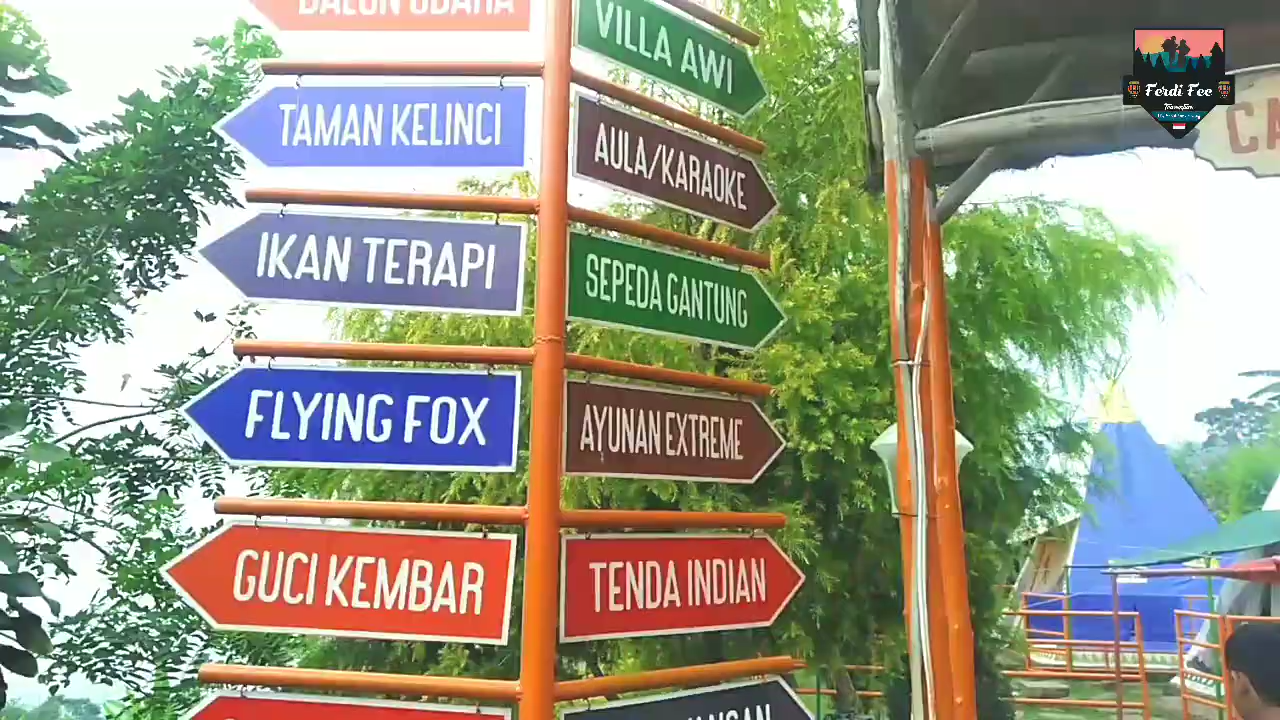 BALON UDARA
VILLA AWI
TAMAN KELINCI
AULA/KARAOKE
IKAN TERAPI
SEPEDA GANTUNG
FLYING FOX
AYUNAN EXTREME
GUCI KEMBAR
TENDA INDIAN
Ferdi Fee